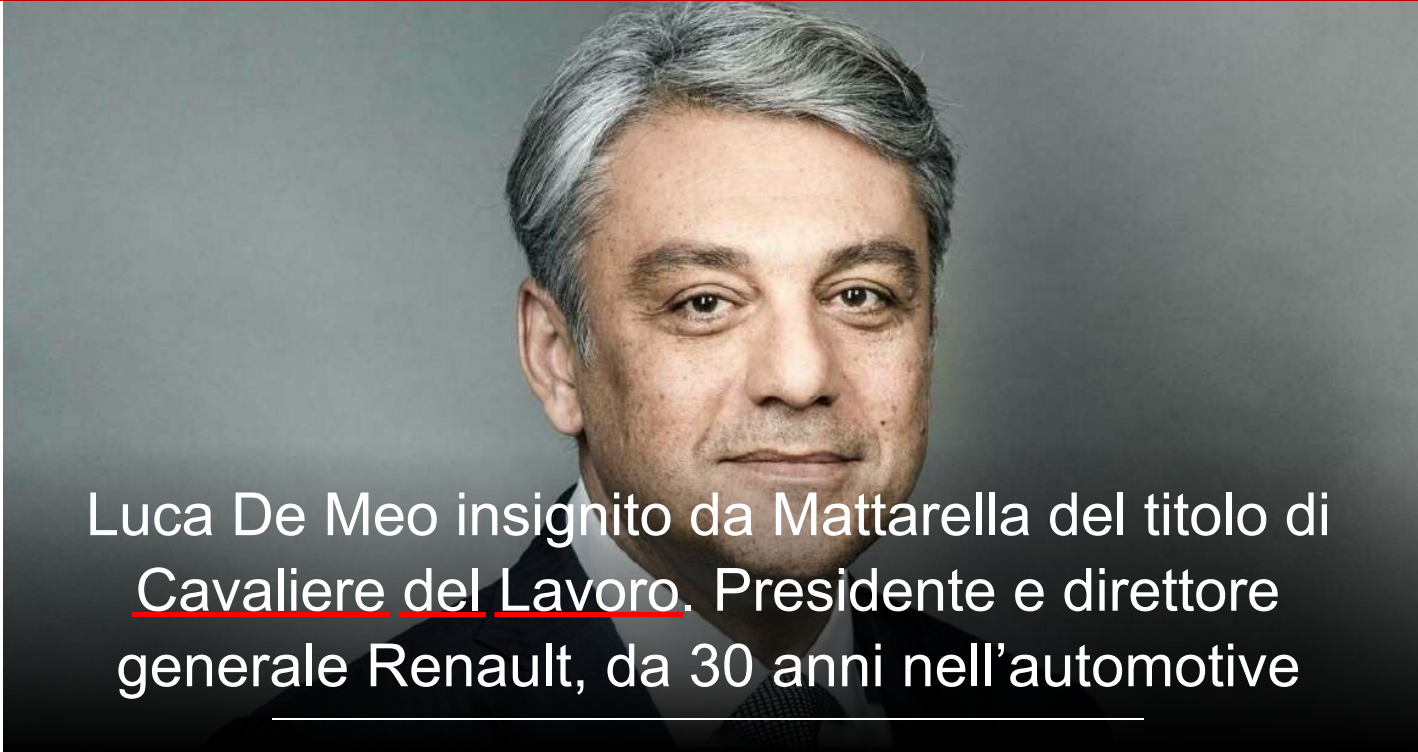 Luca De Meo insignito da Mattarella del titolo di
Cavaliere del Lavoro. Presidente e direttore
generale Renault, da 30 anni nell’automotive